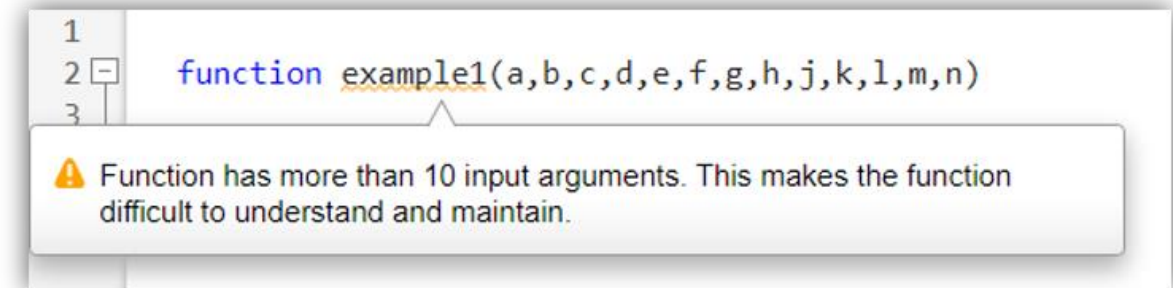 1
2 function example1(a,b,c,d,e,f,g,h,j,k,l,m,n)
3
Function has more than 10 input arguments. This makes the function
difficult to understand and maintain.